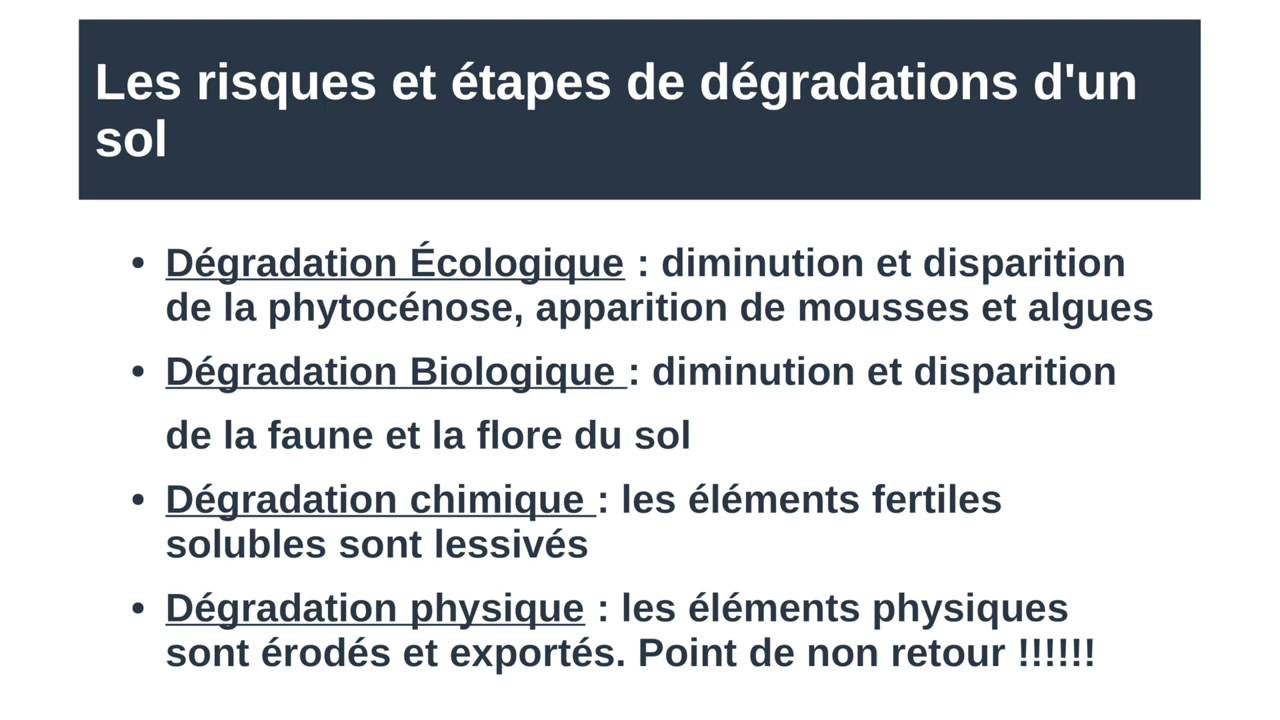 Les risques et étapes de dégradations d'un
sol
• Dégradation Écologique : diminution et disparition
de la phytocénose, apparition de mousses et algues
• Dégradation Biologique : diminution et disparition
de la faune et la flore du sol
• Dégradation chimique : les éléments fertiles
solubles sont lessivés
• Dégradation physique : les éléments physiques
sont érodés et exportés. Point de non retour !!!!!!